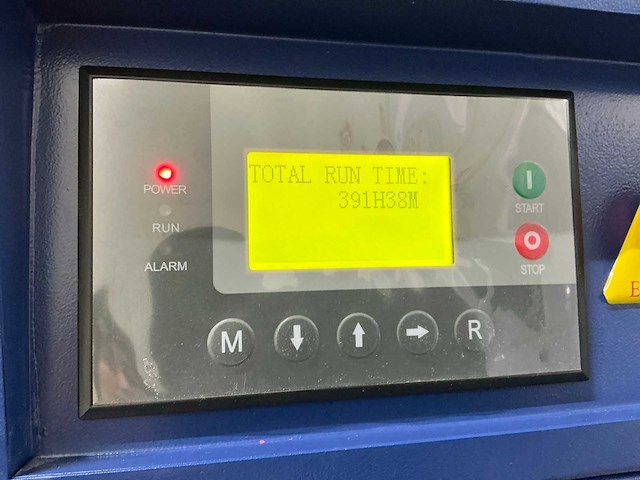 POWER
RUN
ALARM
TOTAL RUN TIME:
391H38M
START
STOP
M
R
E